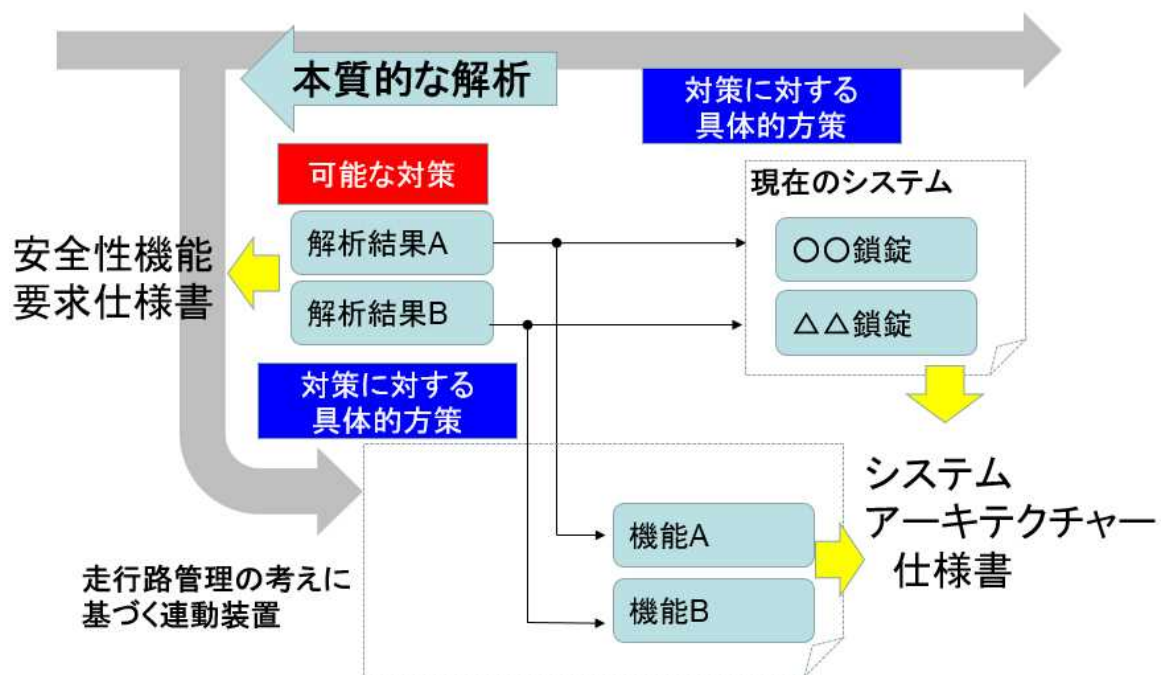 本質的な解析
対策に対する
具体的方策
可能な対策
現在のシステム
解析結果A
〇〇鎖錠
安全性機能
要求仕様書
解析結果B
△△鎖錠
対策に対する
具体的方策
システム
アーキテクチャー
仕様書
機能A
走行路管理の考えに
基づく連動装置
機能B